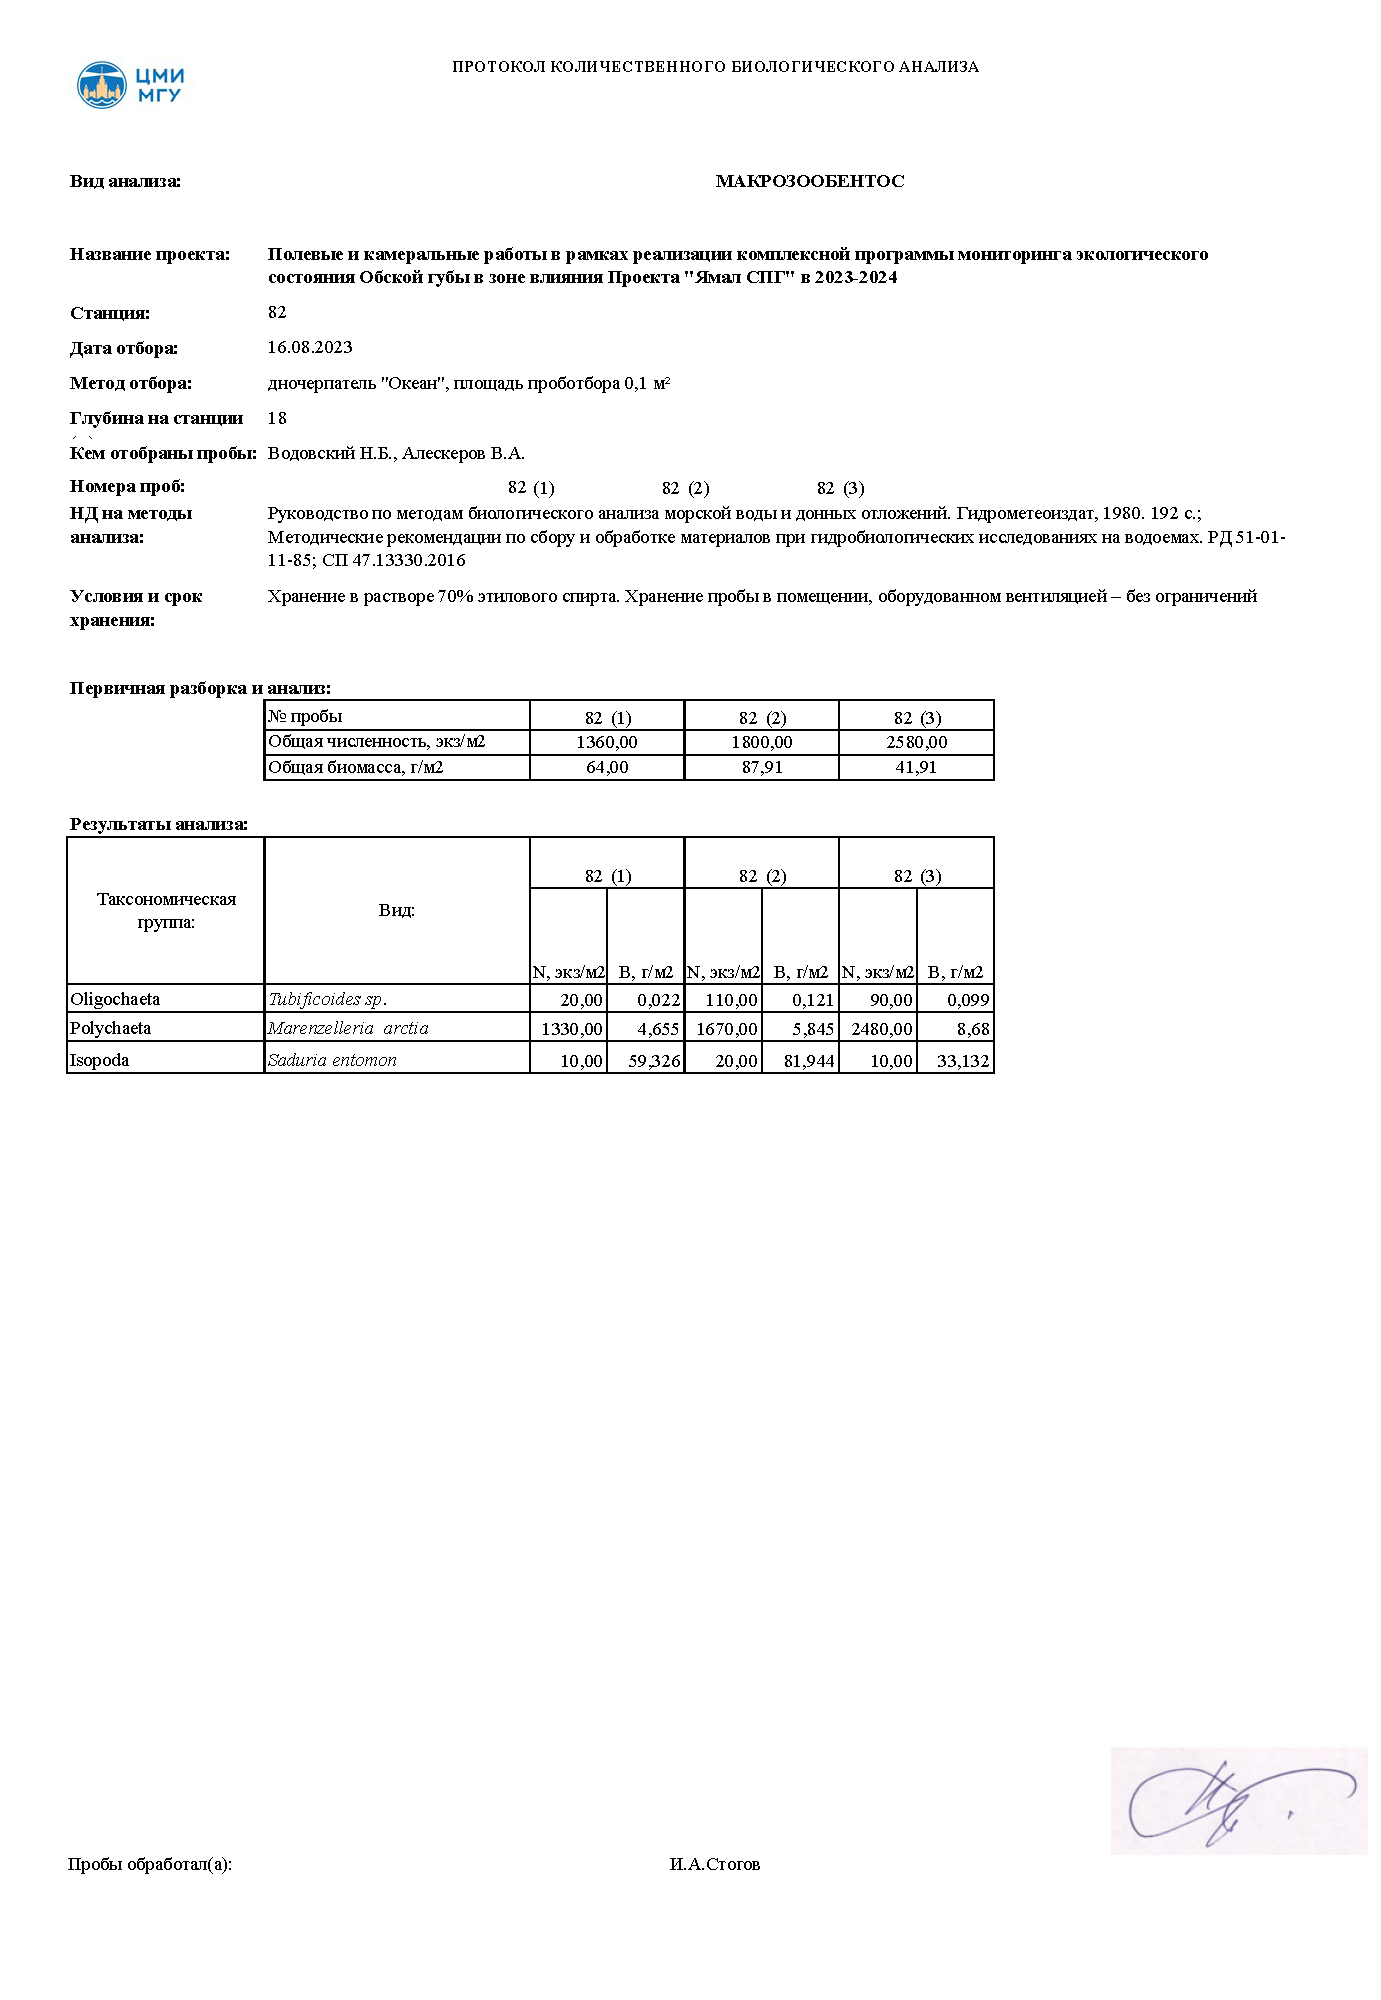 ЦМИ
МГУ
ПРОТОКОЛ КОЛИЧЕСТВЕННОГО БИОЛОГИЧЕСКОГО АНАЛИЗА
Вид анализа: МАКРОЗООБЕНТОС
Название проекта: Полевые и камеральные работы в рамках реализации комплексной программы мониторинга экологического
состояния Обской губы в зоне влияния Проекта "Ямал СПГ" в 2023-2024
Станция: 82
Дата отбора: 16.08.2023
Метод отбора: дночерпатель "Океан", площадь проботбора 0,1 м²
Глубина на станции 18
Кем отобраны пробы: Водовский Н.Б., Алескеров В.А.
Номера проб: 82 (1) 82 (2) 82 (3)
НД на методы Руководство по методам биологического анализа морской воды и донных отложений. Гидрометеоиздат, 1980. 192 с.;
анализа: Методические рекомендации по сбору и обработке материалов при гидробиологических исследованиях на водоемах. РД 51-01-
11-85; СП 47.13330.2016
Условия и срок Хранение в растворе 70% этилового спирта. Хранение пробы в помещении, оборудованном вентиляцией – без ограничений
хранения:
Первичная разборка и анализ:
№ пробы 82 (1) 82 (2) 82 (3)
Общая численность, экз/м2 1360,00 1800,00 2580,00
Общая биомасса, г/м2 64,00 87,91 41,91
Результаты анализа:
82 (1) 82 (2) 82 (3)
Таксономическая
группа: Вид:
N, экз/м2 B, г/м2 N, экз/м2 B, г/м2 N, экз/м2 B, г/м2
Oligochaeta Tubificoides sp. 20,00 0,022 110,00 0,121 90,00 0,099
Polychaeta Marenzelleria arctia 1330,00 4,655 1670,00 5,845 2480,00 8,68
Isopoda Saduria entomon 10,00 59,326 20,00 81,944 10,00 33,132
Пробы обработал(а): И.А.Стогов